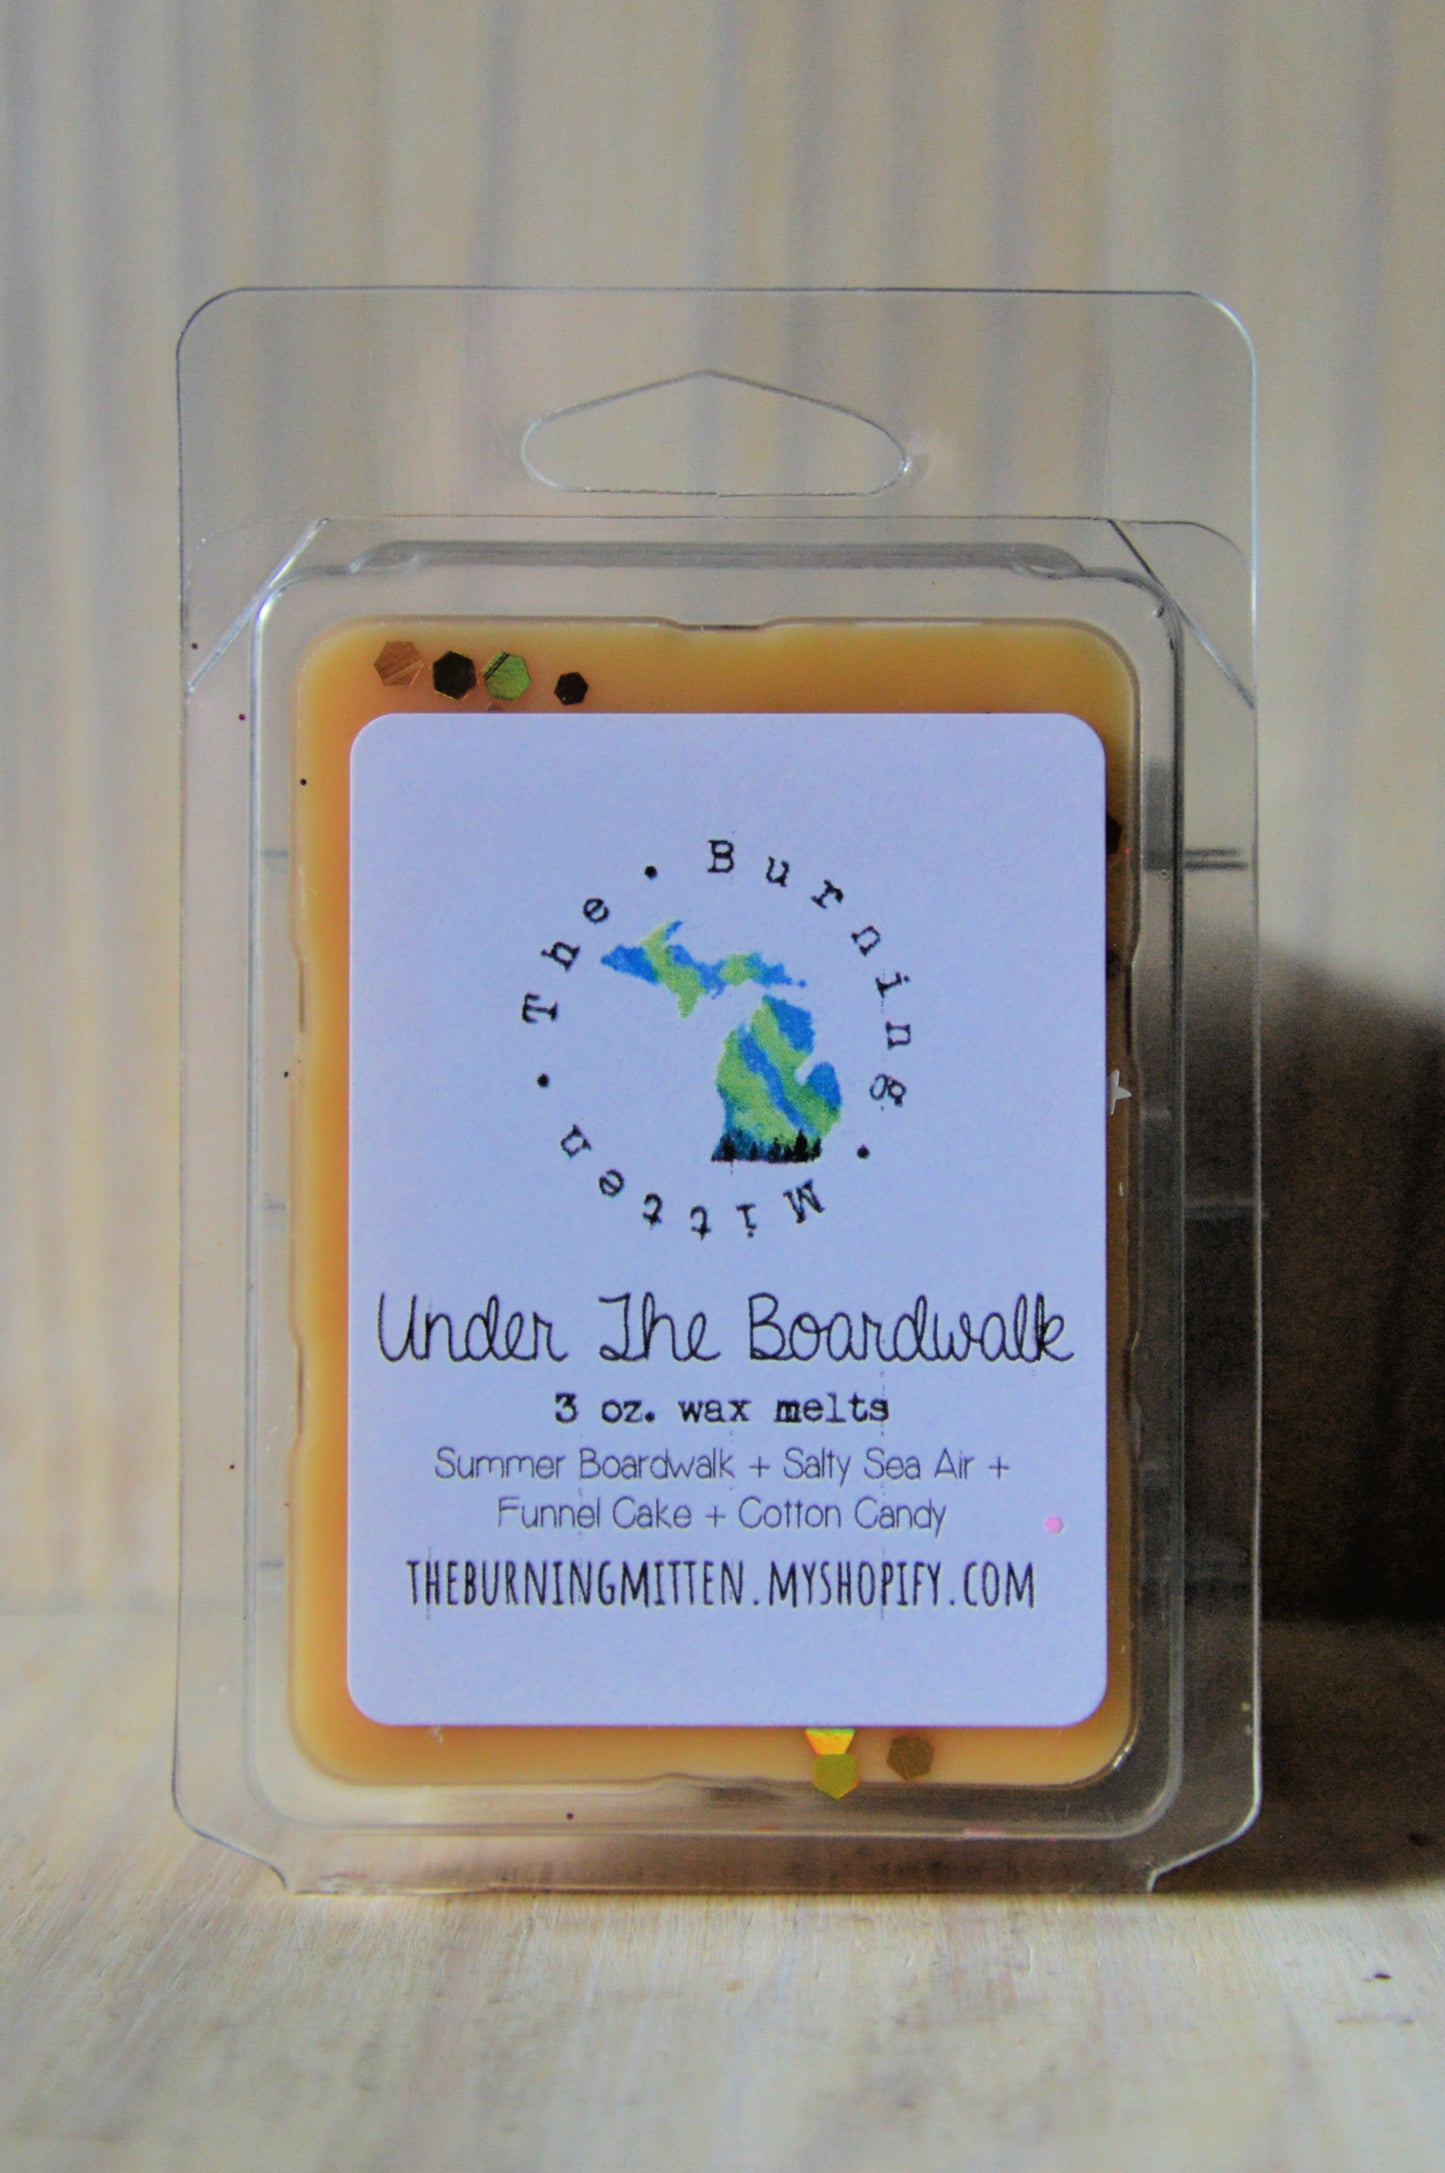 The • Burning • Mitten •
Under The Boardwalk
3 oz. wax melts
Summer Boardwalk + Salty Sea Air +
Funnel Cake + Cotton Candy
THEBURNINGMITTEN.MYSHOPIFY.COM